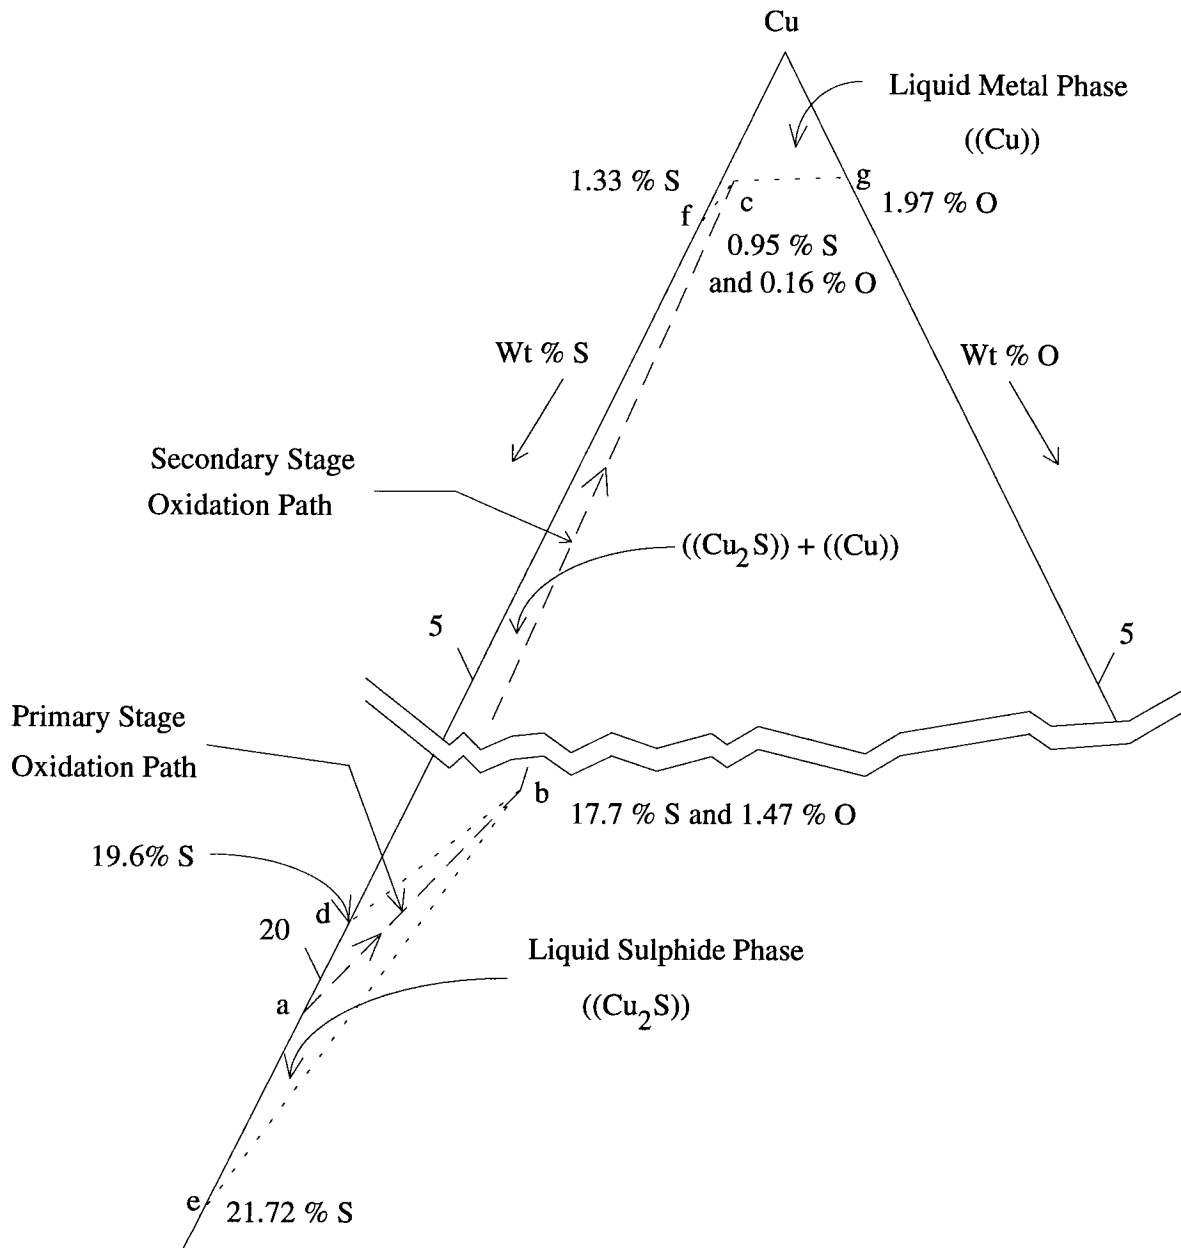 Cu
Liquid Metal Phase
((Cu))
1.33 % S
g
c
1.97 % O
f
0.95 % S
and 0.16 % O
Wt % S
Wt % O
Secondary Stage
Oxidation Path
((Cu2S)) + ((Cu))
5
5
Primary Stage
Oxidation Path
b
17.7 % S and 1.47 % O
19.6% S
d
20
Liquid Sulphide Phase
a
((Cu2S))
e
21.72 % S